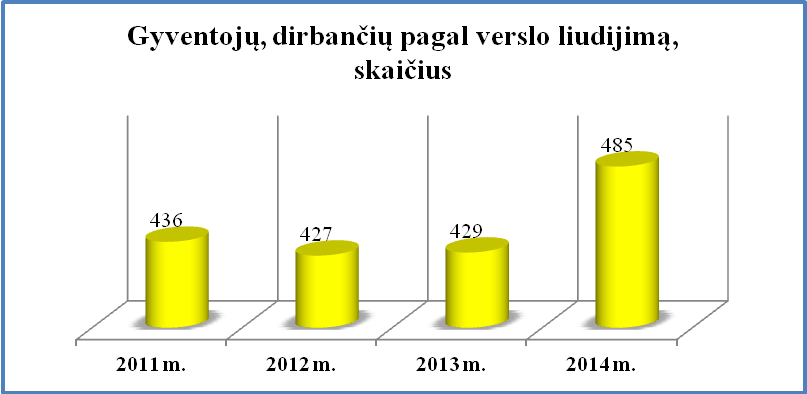 Gyventojų, dirbančių pagal verslo liudijimą,
skaičius
436
427
429
485
2011 m.
2012 m.
2013 m.
2014 m.